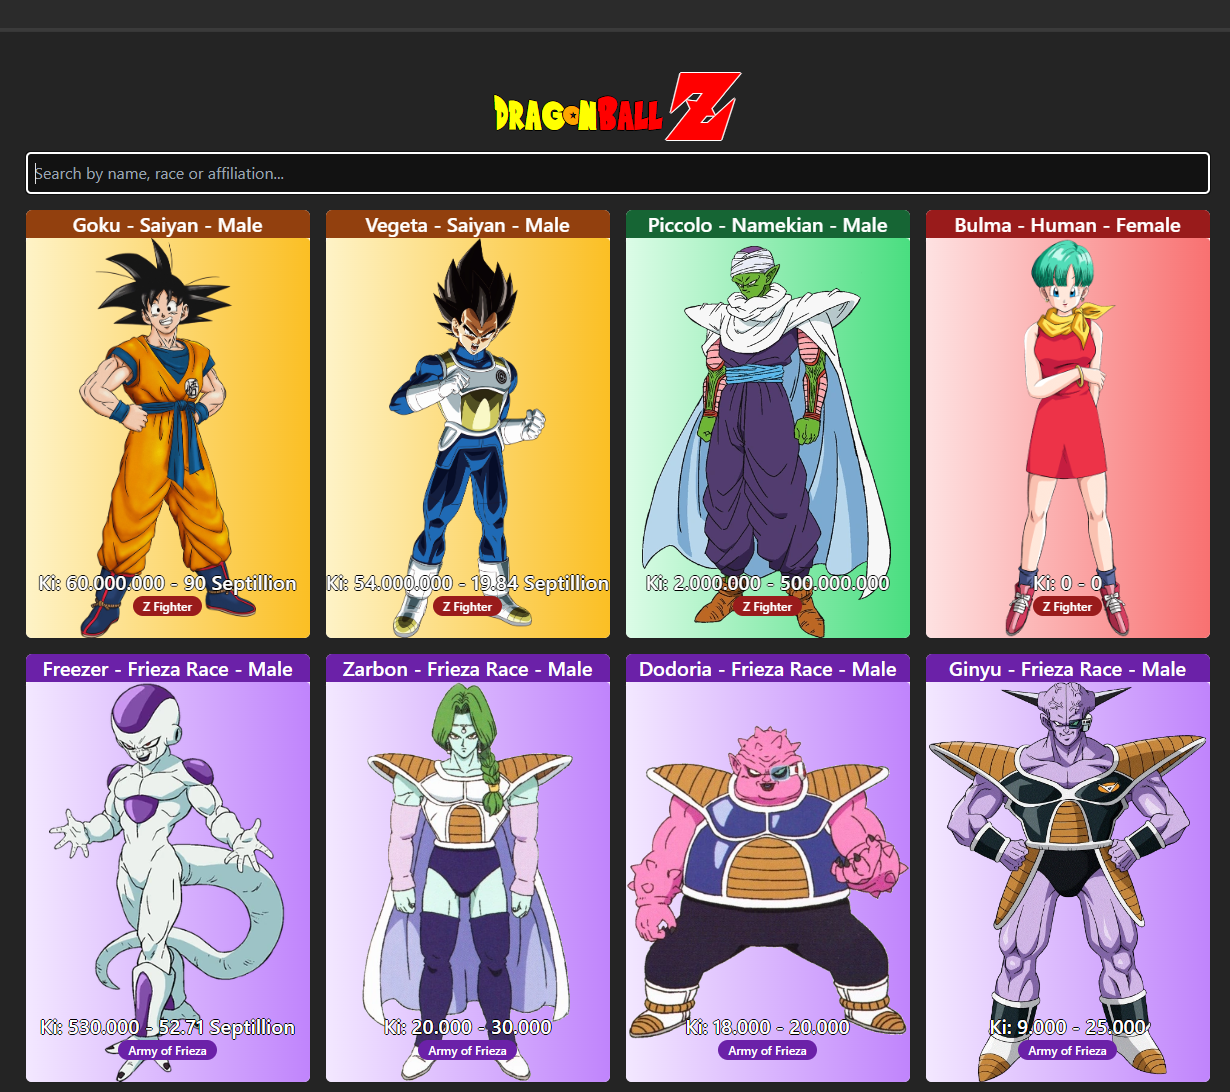 DRAGONBALL Z
Search by name, race or affiliation...
Goku - Saiyan - Male
Vegeta - Saiyan - Male
Piccolo - Namekian - Male
Bulma - Human - Female
Ki: 60.000.000 - 90 Septillion
Ki: 54.000.000 - 19.84 Septillion
Ki: 2.000.000 - 500.000.000
Ki: 0 - 0
Z Fighter
Z Fighter
Z Fighter
Z Fighter
Freezer - Frieza Race - Male
Zarbon - Frieza Race - Male
Dodoria - Frieza Race - Male
Ginyu - Frieza Race - Male
Ki: 530.000 - 52.71 Septillion
Ki: 20.000 - 30.000
Ki: 18.000 - 20.000
Ki: 9.000 - 25.000
Army of Frieza
Army of Frieza
Army of Frieza
Army of Frieza